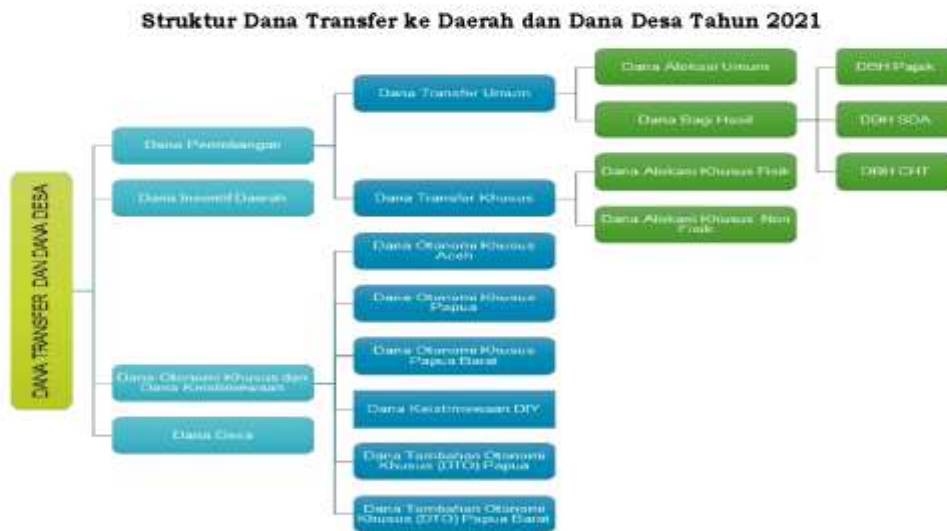 Struktur Dana Transfer ke Daerah dan Dana Desa Tahun 2021
DANA TRANSFER DAN DANA DESA
Dana Perimbangan
Dana Insentif Daerah
Dana Otonomi Khusus dan
Dana Keistimewaan
Dana Desa
Dana Transfer Umum
Dana Transfer Khusus
Dana Otonomi Khusus
Aceh
Dana Otonomi Khusus
Papua
Dana Otonomi Khusus
Papua Barat
Dana Keistimewaan DIY
Dana Tambahan Otonomi
Khusus (DTO) Papua
Dana Tambahan Otonomi
Khusus (DTO) Papua Barat
Dana Alokasi Umum
Dana Bagi Hasil
Dana Alokasi Khusus Fisik
Dana Alokasi Khusus Non
Fisik
DBH Pajak
DBH SDA
DBH CHT